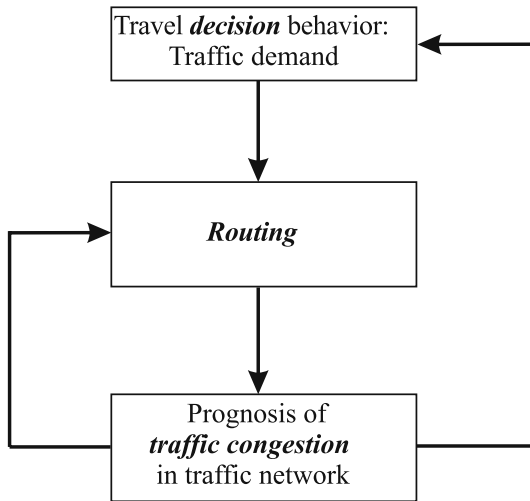 Travel decision behavior:
Traffic demand
Routing
Prognosis of
traffic congestion
in traffic network